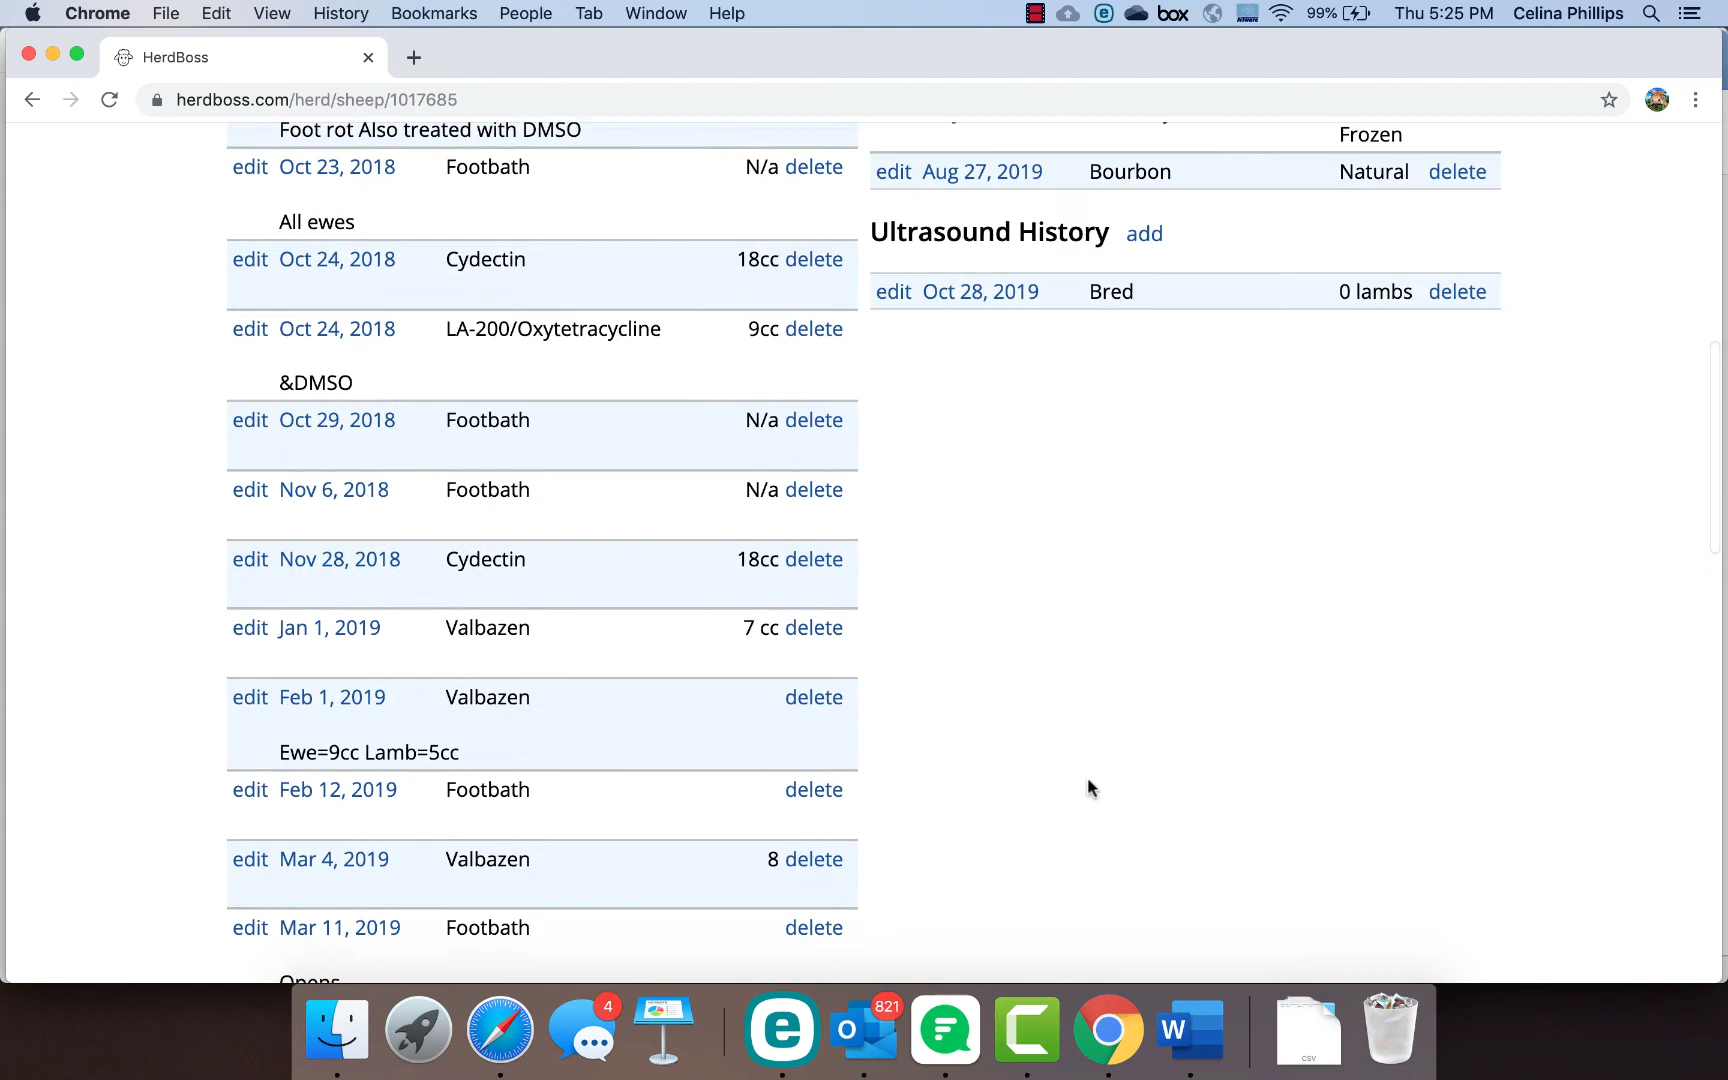 Chrome File Edit View History Bookmarks People Tab Window Help box 99% Thu 5:25 PM Celina Phillips
HerdBoss
herdboss.com/herd/sheep/1017685
Foot rot Also treated with DMSO
edit Oct 23, 2018 Footbath N/a delete
All ewes
edit Oct 24, 2018 Cydectin 18cc delete
edit Oct 24, 2018 LA-200/Oxytetracycline 9cc delete
&DMSO
edit Oct 29, 2018 Footbath N/a delete
edit Nov 6, 2018 Footbath N/a delete
edit Nov 28, 2018 Cydectin 18cc delete
edit Jan 1, 2019 Valbazen 7 cc delete
edit Feb 1, 2019 Valbazen delete
Ewe=9cc Lamb=5cc
edit Feb 12, 2019 Footbath delete
edit Mar 4, 2019 Valbazen 8 delete
edit Mar 11, 2019 Footbath delete
Opens
Frozen
edit Aug 27, 2019 Bourbon Natural delete
Ultrasound History add
edit Oct 28, 2019 Bred 0 lambs delete
4
821
CSV